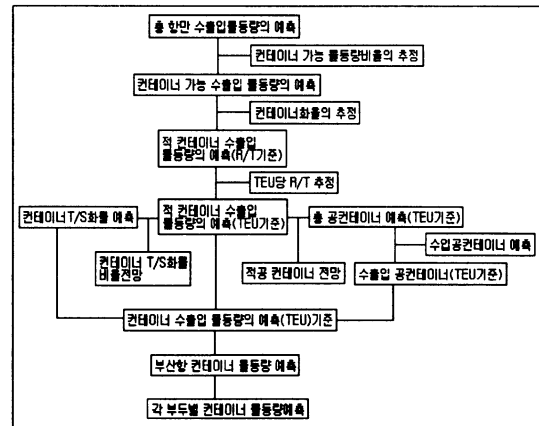 총 항만 수출입물동량의 예측
컨테이너 가능 물동량비율의 추정
컨테이너 가능 수출입 물동량의 예측
컨테이너화율의 추정
적 컨테이너 수출입
물동량의 예측(R/T기준)
TEU당 R/T 추정
컨테이너T/S화물 예측
적 컨테이너 수출입
물동량의 예측(TEU기준)
총 공컨테이너 예측(TEU기준)
컨테이너 T/S화물
비율전망
적공 컨테이너 전망
수입공컨테이너 예측
수출입 공컨테이너(TEU기준)
컨테이너 수출입 물동량의 예측(TEU)기준
부산항 컨테이너 물동량 예측
각 부두별 컨테이너 물동량예측